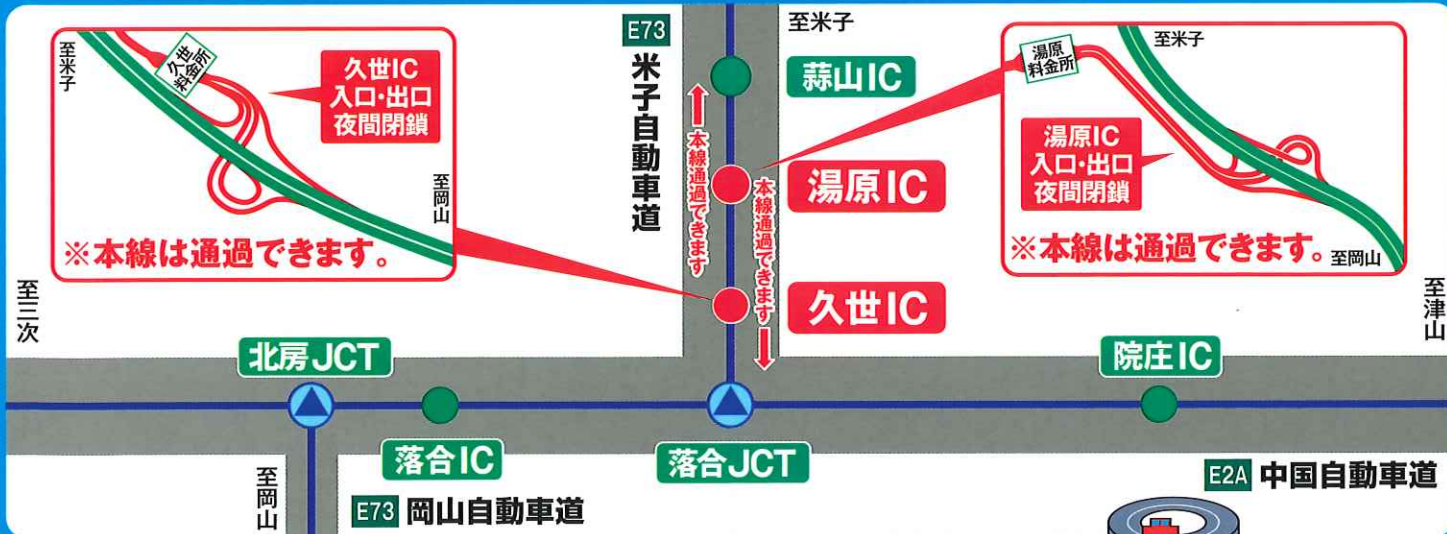 至米子
久世
料金所
久世IC
入口・出口
夜間閉鎖
至岡山
※本線は通過できます。
E73
米子自動車道
至米子
蒜山IC
本線通過できます
湯原IC
本線通過できます
久世IC
湯原
料金所
至米子
湯原IC
入口・出口
夜間閉鎖
※本線は通過できます。
至岡山
至三次
至津山
北房JCT
院庄IC
落合IC
落合JCT
至岡山
E73 岡山自動車道
E2A 中国自動車道